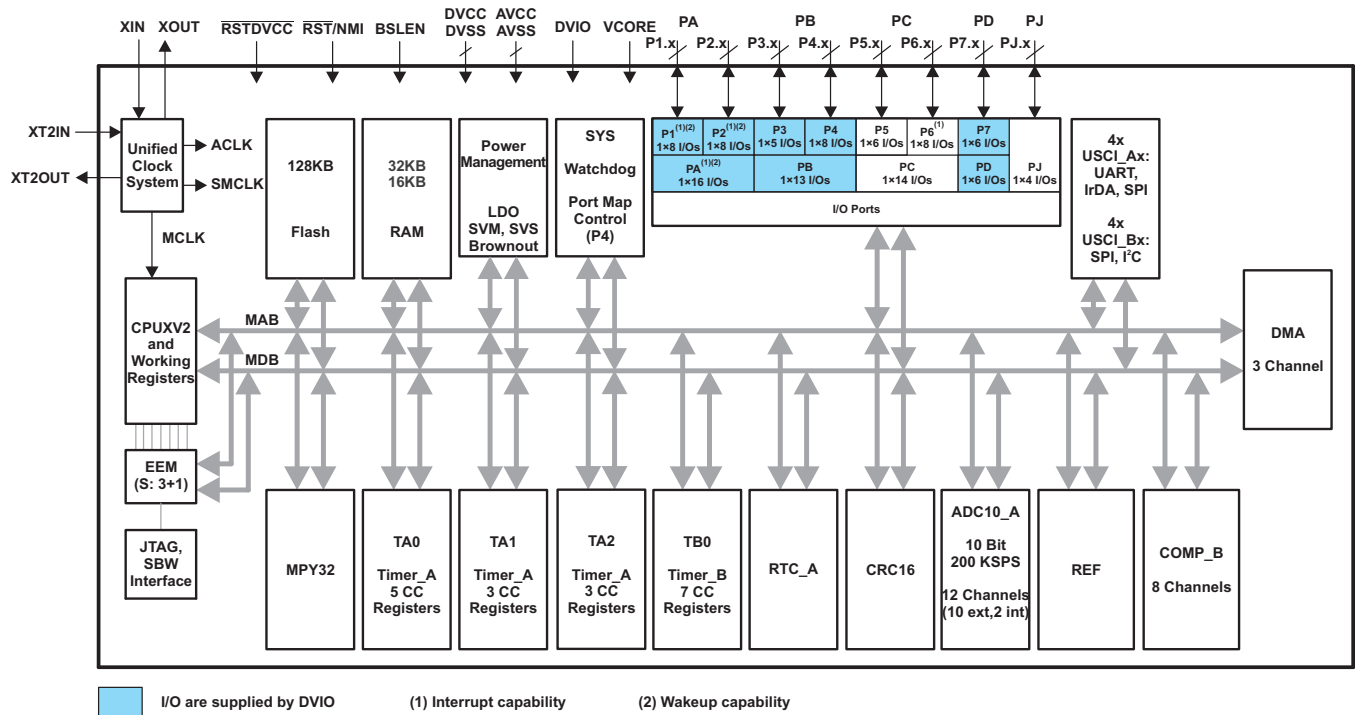 XIN XOUT
RSTDVCC RST/NMI BSLEN
DVCC AVCC
DVSS AVSS
DVIO VCORE
PA PB PC PD PJ
P1.x P2.x P3.x P4.x P5.x P6.x P7.x PJ.x
XT2IN
XT2OUT
Unified
Clock
System
ACLK
SMCLK
MCLK
128KB
Flash
32KB
16KB
RAM
Power
Management
LDO
SVM, SVS
Brownout
SYS
Watchdog
Port Map
Control
(P4)
P1(1)(2)
1×8 I/Os
P2(1)(2)
1×8 I/Os
P3
1×5 I/Os
P4
1×8 I/Os
P5
1×6 I/Os
P6(1)
1×8 I/Os
P7
1×6 I/Os
PA(1)(2)
1×16 I/Os
PB
1×13 I/Os
PC
1×14 I/Os
PD
1×6 I/Os
PJ
1×4 I/Os
I/O Ports
4x
USCI_Ax:
UART,
IrDA, SPI
4x
USCI_Bx:
SPI, I²C
CPUXV2
and
Working
Registers
MAB
MDB
DMA
3 Channel
EEM
(S: 3+1)
JTAG,
SBW
Interface
MPY32
TA0
Timer_A
5 CC
Registers
TA1
Timer_A
3 CC
Registers
TA2
Timer_A
3 CC
Registers
TB0
Timer_B
7 CC
Registers
RTC_A
CRC16
ADC10_A
10 Bit
200 KSPS
12 Channels
(10 ext,2 int)
REF
COMP_B
8 Channels
I/O are supplied by DVIO (1) Interrupt capability (2) Wakeup capability